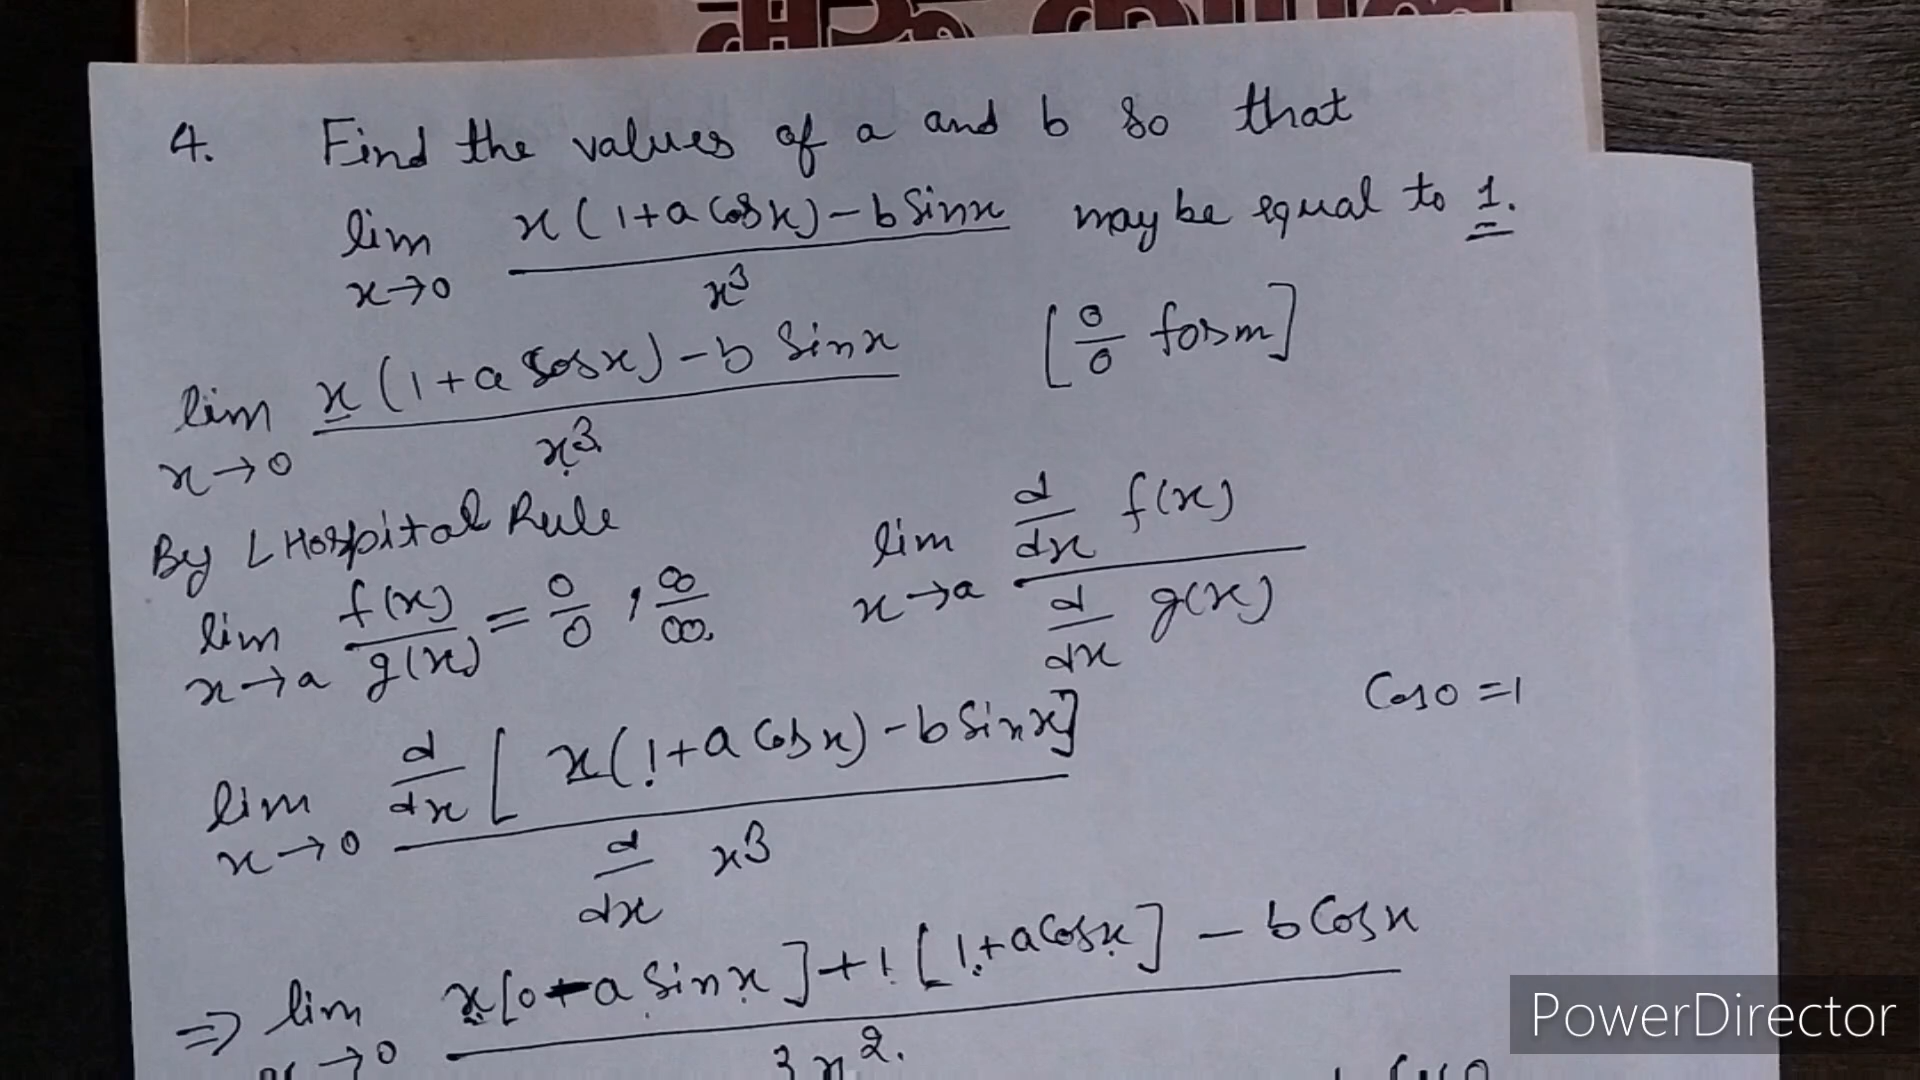 4. Find the values of a and b so that
lim x→0 x(1+a Cos x) - b Sin x / x³ may be equal to 1.
lim x→0 x(1+a Cos x) - b Sin x / x³ [0/0 form]
By L Hospital Rule
lim x→a f(x)/g(x) = 0/0 , ∞/∞. lim x→a d/dx f(x) / d/dx g(x)
Cos 0 = 1
lim x→0 d/dx [ x(1+a Cos x) - b Sin x] / d/dx x³
⇒ lim x→0 x[0-a Sin x] + 1[1+a Cos x] - b Cos x / 3x².
PowerDirector